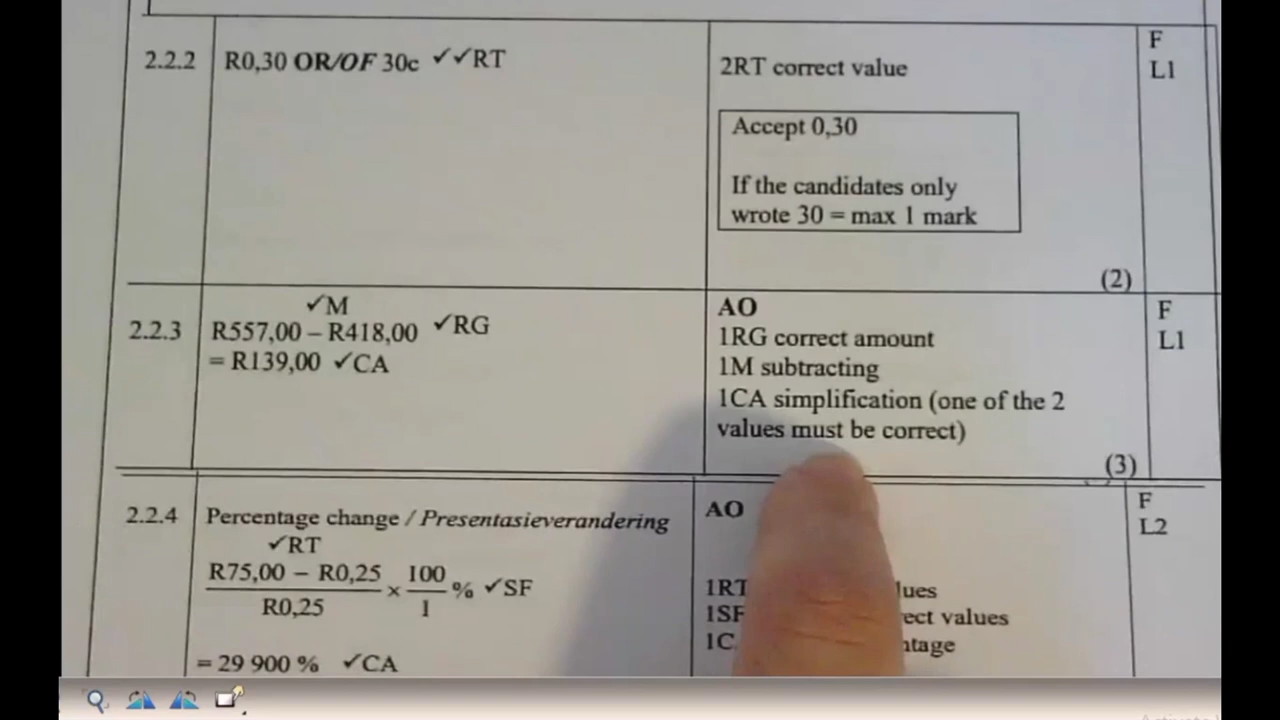 2.2.2 R0,30 OR/OF 30c ✓✓RT
2RT correct value
Accept 0,30
If the candidates only
wrote 30 = max 1 mark
(2)
F
L1
2.2.3
✓M
R557,00 – R418,00 ✓RG
= R139,00 ✓CA
AO
1RG correct amount
1M subtracting
1CA simplification (one of the 2
values must be correct)
(3)
F
L1
2.2.4 Percentage change / Presentasieverandering
✓RT
R75,00 – R0,25
R0,25
× 100
1
% ✓SF
= 29 900 % ✓CA
AO
1RT
1SF
values
F
L2